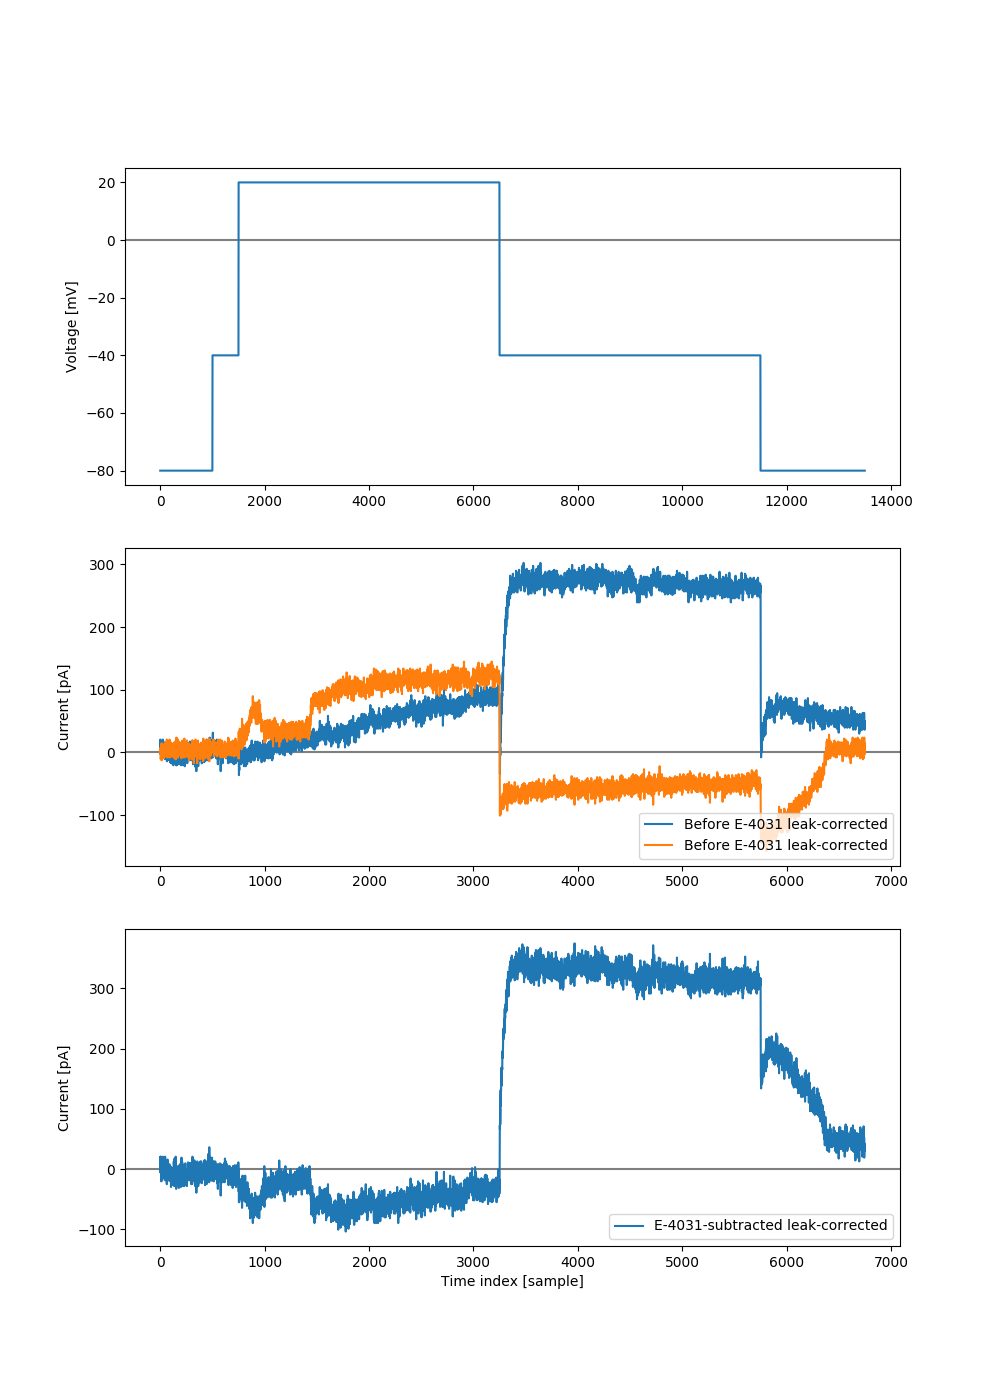 20
0
−20
−40
−60
−80
Voltage [mV]
0 2000 4000 6000 8000 10000 12000 14000
300
200
100
0
−100
Current [pA]
Before E-4031 leak-corrected
Before E-4031 leak-corrected
0 1000 2000 3000 4000 5000 6000 7000
300
200
100
0
−100
Current [pA]
E-4031-subtracted leak-corrected
0 1000 2000 3000 4000 5000 6000 7000
Time index [sample]